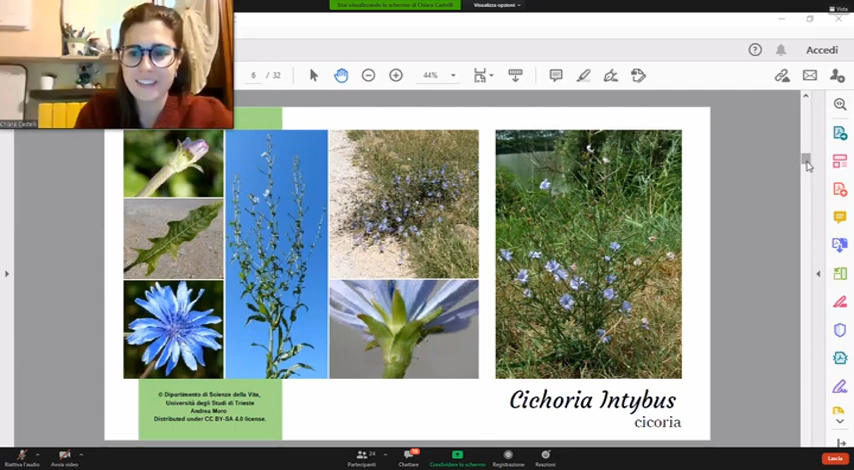 Stai visualizzando lo schermo di Chiara Castelli
Visualizza opzioni
Vista
Accedi
6 / 32
44%
Chiara Castelli
© Dipartimento di Scienze della Vita,
Università degli Studi di Trieste
Andrea Moro
Distributed under CC BY-SA 4.0 license.
Cichoria Intybus
cicoria
Riattiva l'audio
Avvia video
24
Partecipanti
Chattare
Condividere lo schermo
Registrazione
Reazioni
Lascia